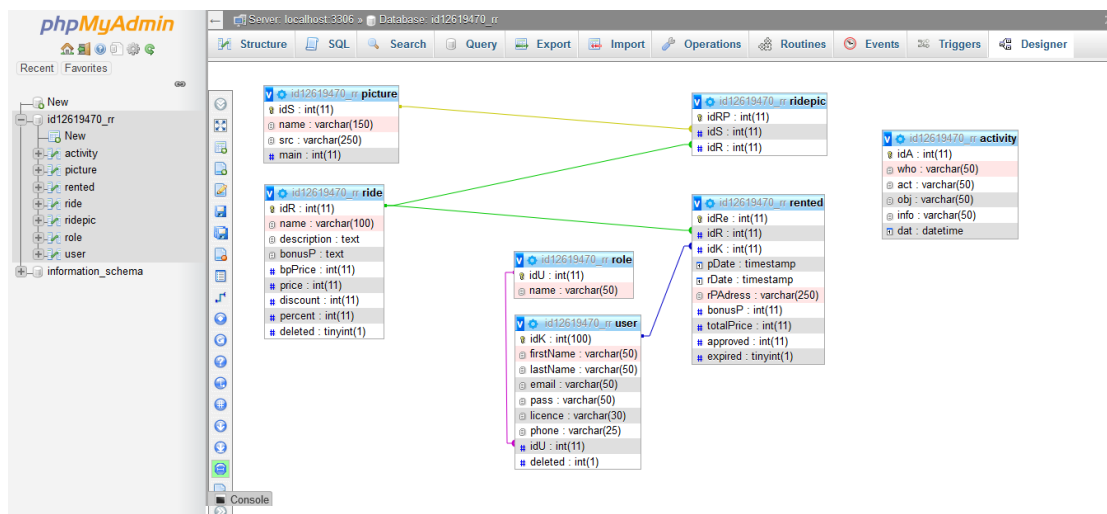 phpMyAdmin
Recent Favorites
New
id12619470_rr
New
activity
picture
rented
ride
ridepic
role
user
information_schema
Server: localhost:3306 » Database: id12619470_rr
Structure SQL Search Query Export Import Operations Routines Events Triggers Designer
id12619470_rr picture
idS : int(11)
name : varchar(150)
src : varchar(250)
main : int(11)
id12619470_rr ride
idR : int(11)
name : varchar(100)
description : text
bonusP : text
bpPrice : int(11)
price : int(11)
discount : int(11)
percent : int(11)
deleted : tinyint(1)
id12619470_rr role
idU : int(11)
name : varchar(50)
id12619470_rr user
idK : int(100)
firstName : varchar(50)
lastName : varchar(50)
email : varchar(50)
pass : varchar(50)
licence : varchar(30)
phone : varchar(25)
idU : int(11)
deleted : int(1)
id12619470_rr ridepic
idRP : int(11)
idS : int(11)
idR : int(11)
id12619470_rr rented
idRe : int(11)
idR : int(11)
idK : int(11)
pDate : timestamp
rDate : timestamp
rPAdress : varchar(250)
bonusP : int(11)
totalPrice : int(11)
approved : int(11)
expired : tinyint(1)
id12619470_rr activity
idA : int(11)
who : varchar(50)
act : varchar(50)
obj : varchar(50)
info : varchar(50)
dat : datetime
Console